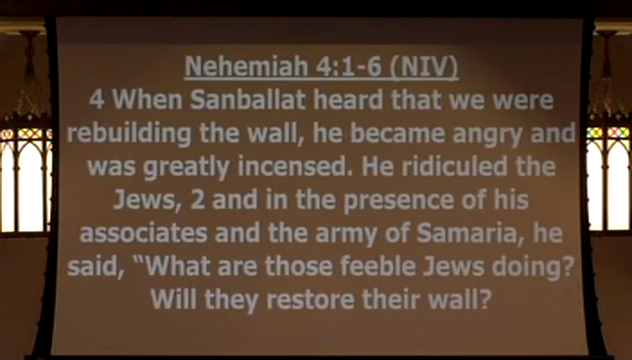 Nehemiah 4:1-6 (NIV)
4 When Sanballat heard that we were
rebuilding the wall, he became angry and
was greatly incensed. He ridiculed the
Jews, 2 and in the presence of his
associates and the army of Samaria, he
said, “What are those feeble Jews doing?
Will they restore their wall?